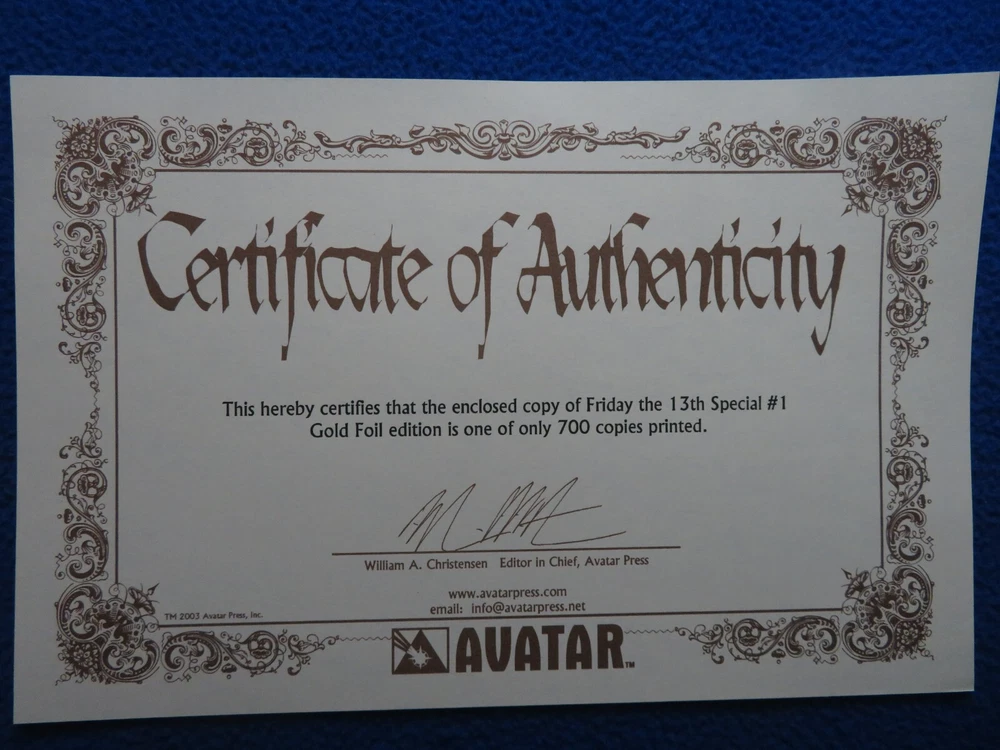 Certificate of Authenticity
This hereby certifies that the enclosed copy of Friday the 13th Special #1
Gold Foil edition is one of only 700 copies printed.
William A. Christensen Editor in Chief, Avatar Press
www.avatarpress.com
email: info@avatarpress.net
TM 2003 Avatar Press, Inc.
AVATAR™